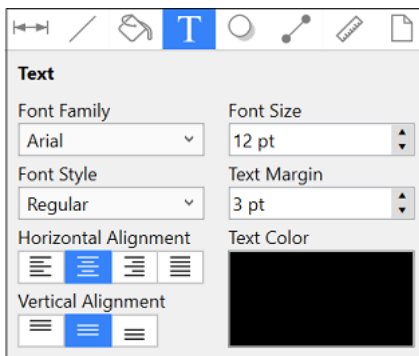 T
Text
Font Family Font Size
Arial 12 pt
Font Style Text Margin
Regular 3 pt
Horizontal Alignment Text Color
Vertical Alignment